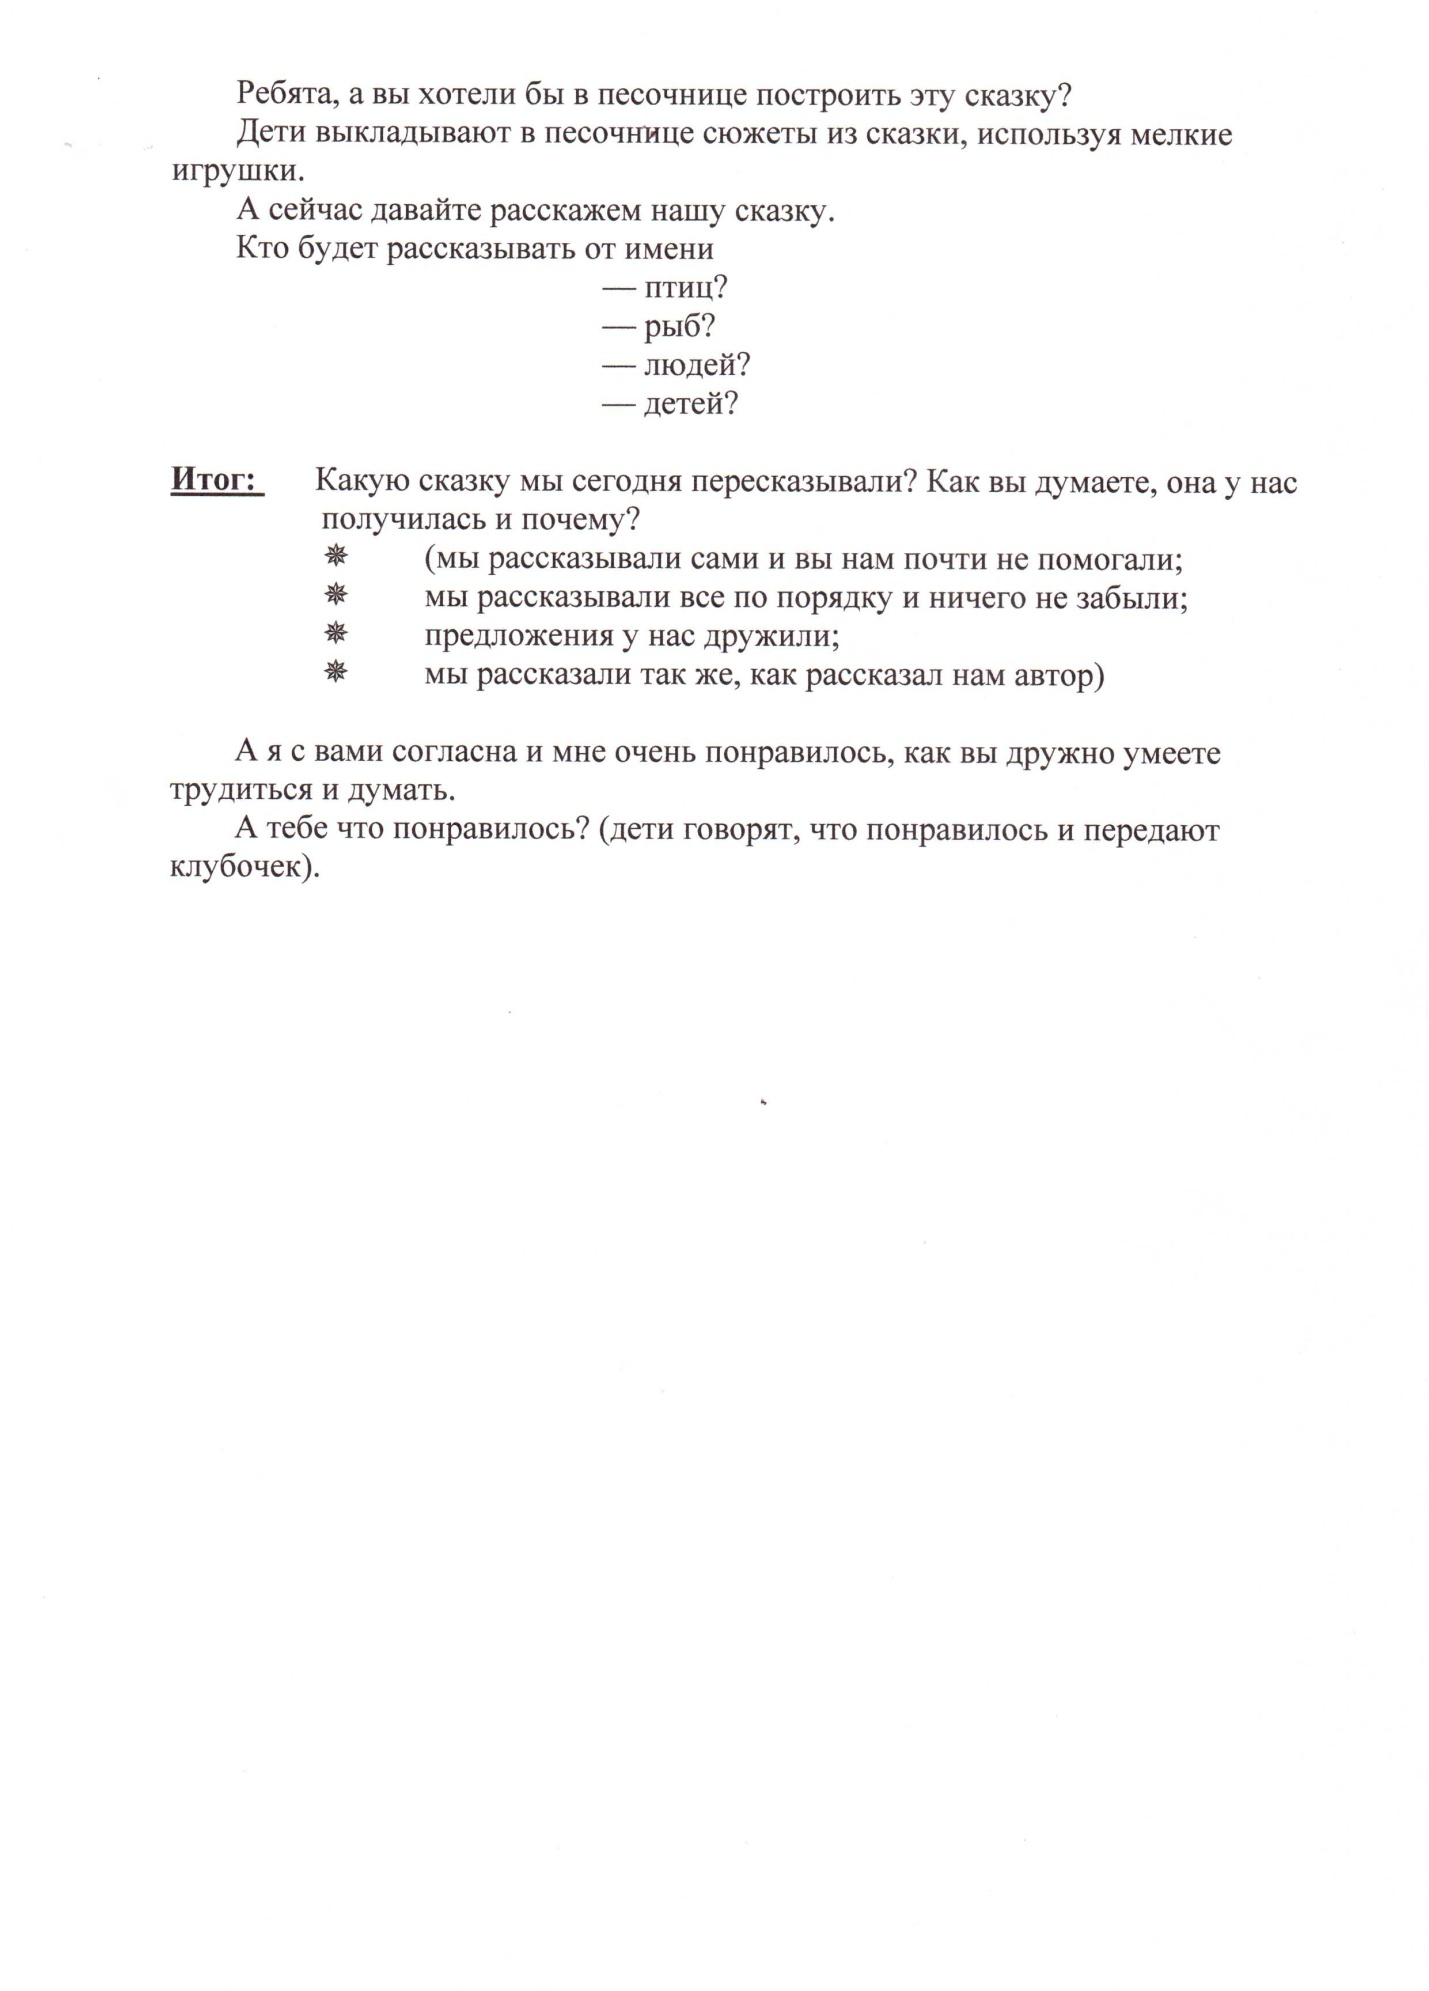 Ребята, а вы хотели бы в песочнице построить эту сказку?
Дети выкладывают в песочнице сюжеты из сказки, используя мелкие
игрушки.
А сейчас давайте расскажем нашу сказку.
Кто будет рассказывать от имени
— птиц?
— рыб?
— людей?
— детей?
Итог: Какую сказку мы сегодня пересказывали? Как вы думаете, она у нас
получилась и почему?
✵ (мы рассказывали сами и вы нам почти не помогали;
✵ мы рассказывали все по порядку и ничего не забыли;
✵ предложения у нас дружили;
✵ мы рассказали так же, как рассказал нам автор)
А я с вами согласна и мне очень понравилось, как вы дружно умеете
трудиться и думать.
А тебе что понравилось? (дети говорят, что понравилось и передают
клубочек).